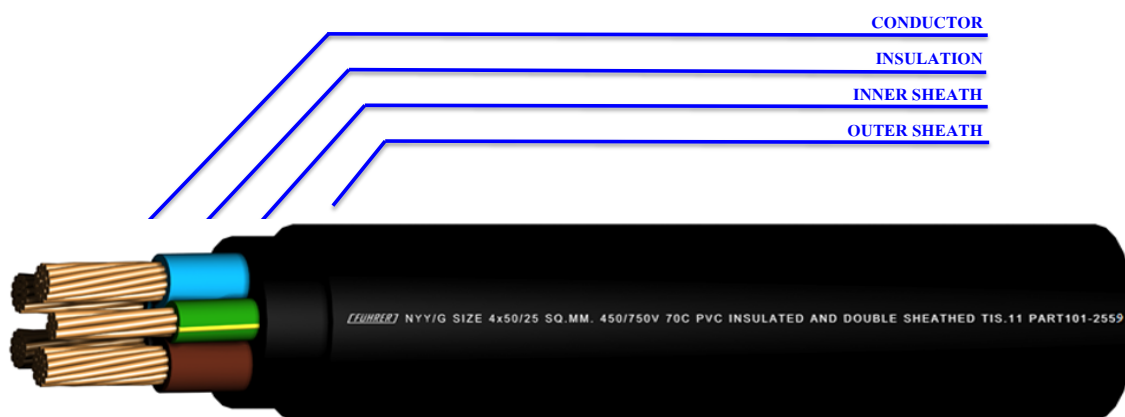 CONDUCTOR
INSULATION
INNER SHEATH
OUTER SHEATH
[FÜHRER] NYY/G SIZE 4x50/25 SQ.MM. 450/750V 70C PVC INSULATED AND DOUBLE SHEATHED TIS.11 PART101-2559